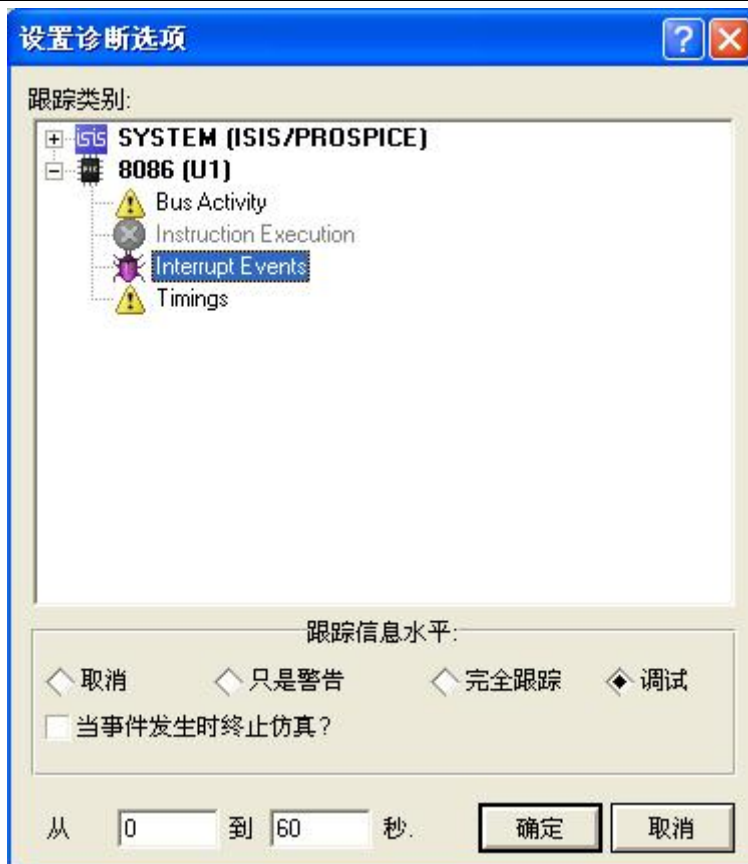 设置诊断选项
跟踪类别:
isis SYSTEM (ISIS/PROSPICE)
8086 (U1)
Bus Activity
Instruction Execution
Interrupt Events
Timings
跟踪信息水平:
取消 只是警告 完全跟踪 调试
当事件发生时终止仿真?
从 0 到 60 秒. 确定 取消